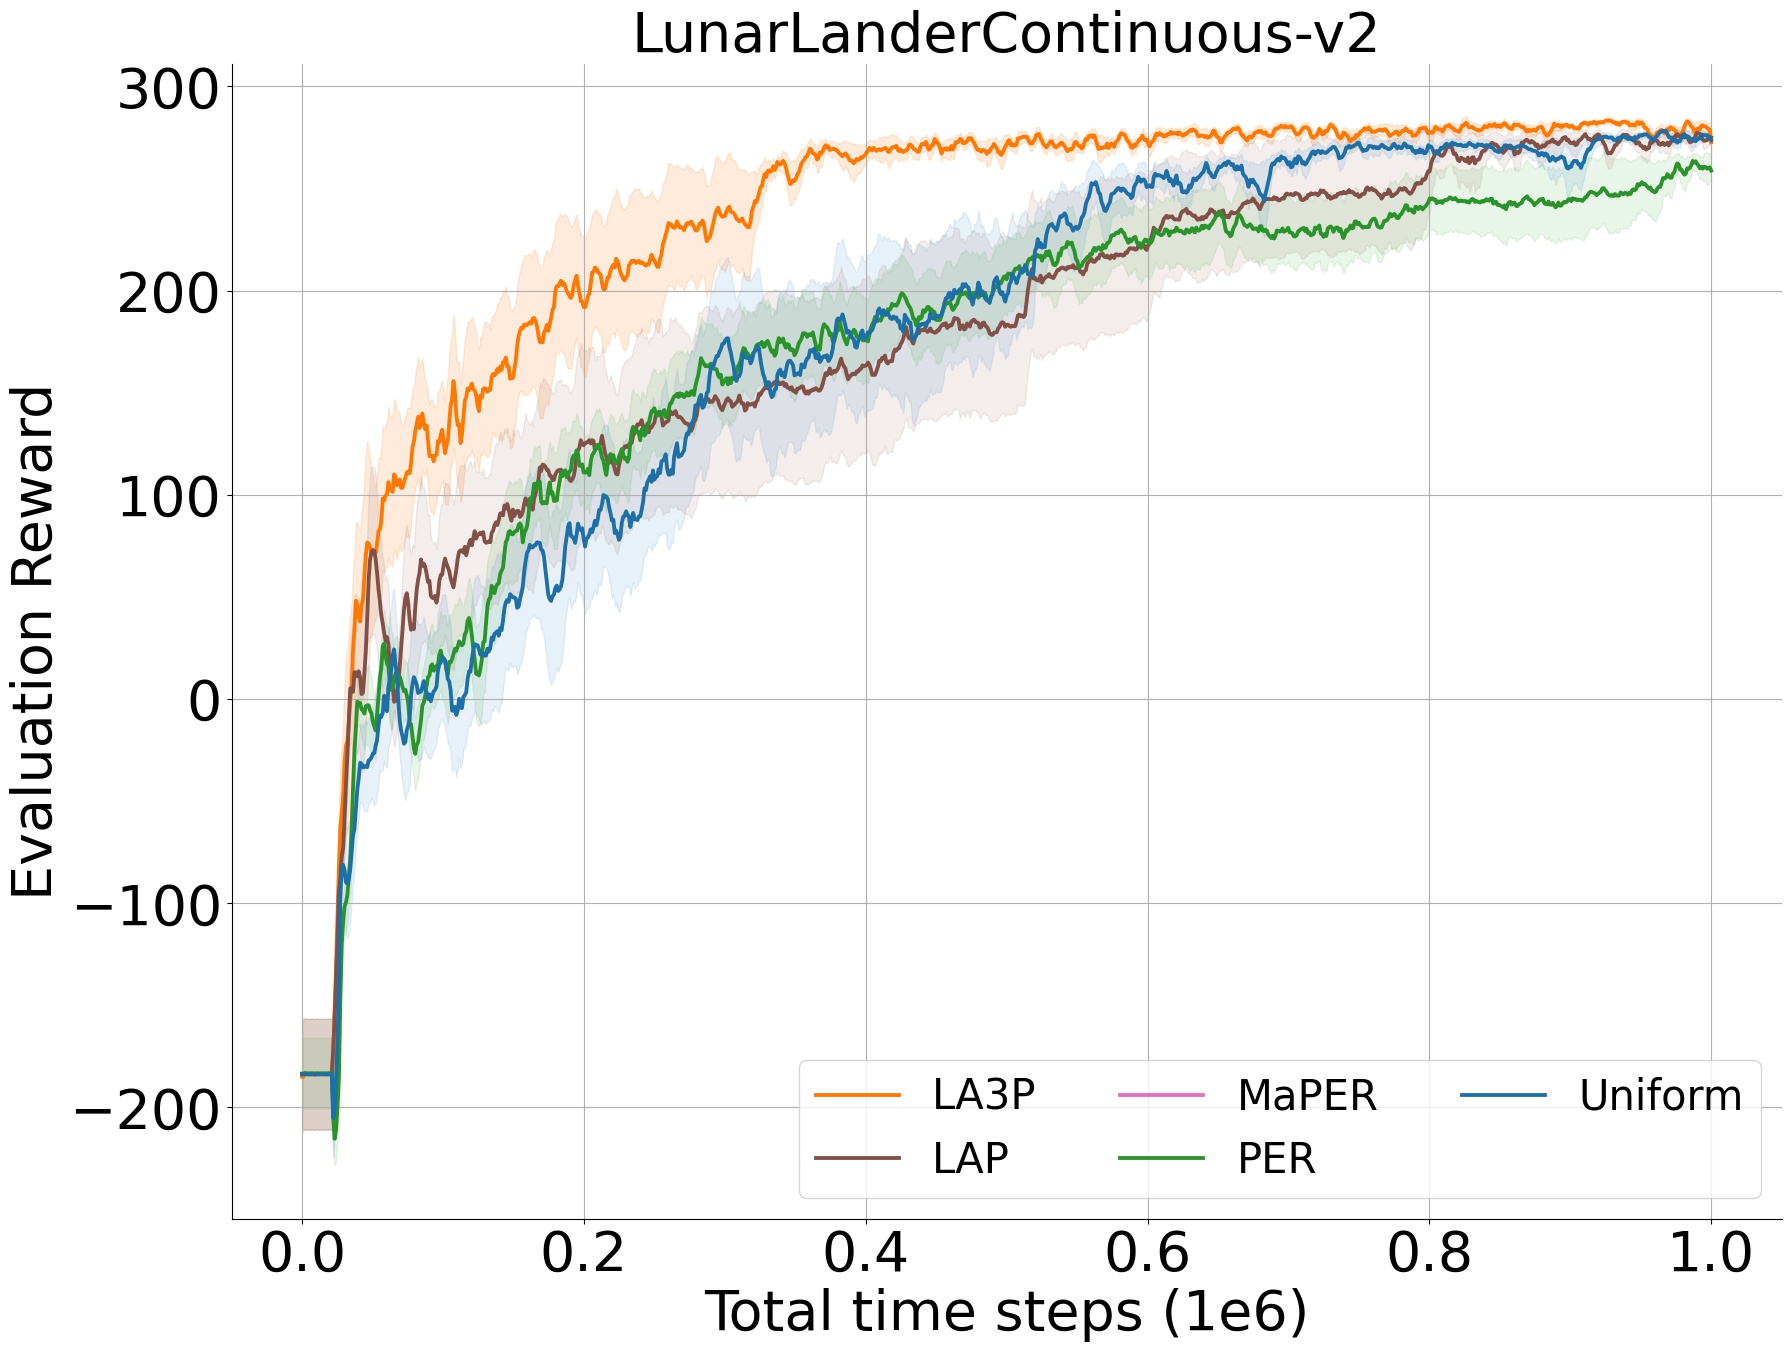 LunarLanderContinuous-v2
Evaluation Reward
300
200
100
0
−100
−200
LA3P
MaPER
Uniform
LAP
PER
0.0 0.2 0.4 0.6 0.8 1.0
Total time steps (1e6)